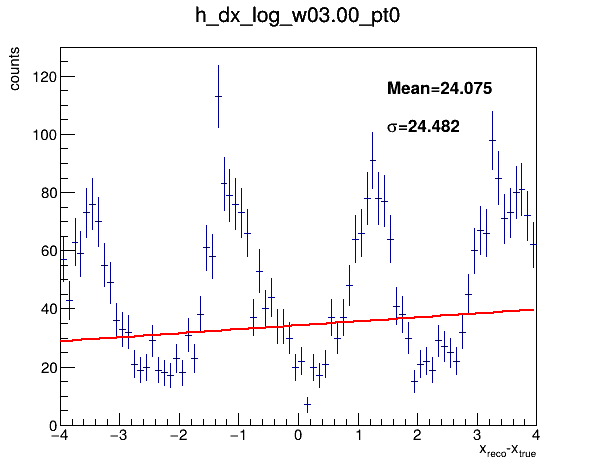 h_dx_log_w03.00_pt0
counts
120
100
80
60
40
20
0
Mean=24.075
σ=24.482
−4 −3 −2 −1 0 1 2 3 4
x_reco-x_true